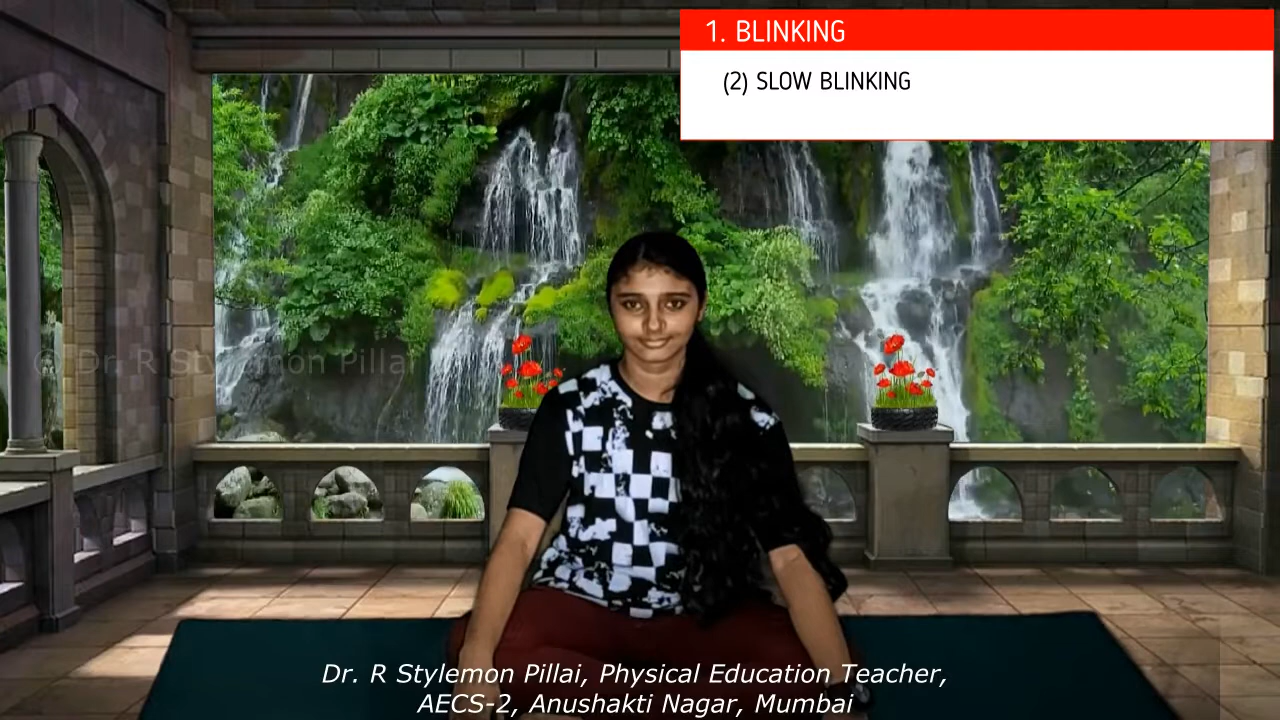 1. BLINKING
(2) SLOW BLINKING
© Dr. R Stylemon Pillai
Dr. R Stylemon Pillai, Physical Education Teacher,
AECS-2, Anushakti Nagar, Mumbai